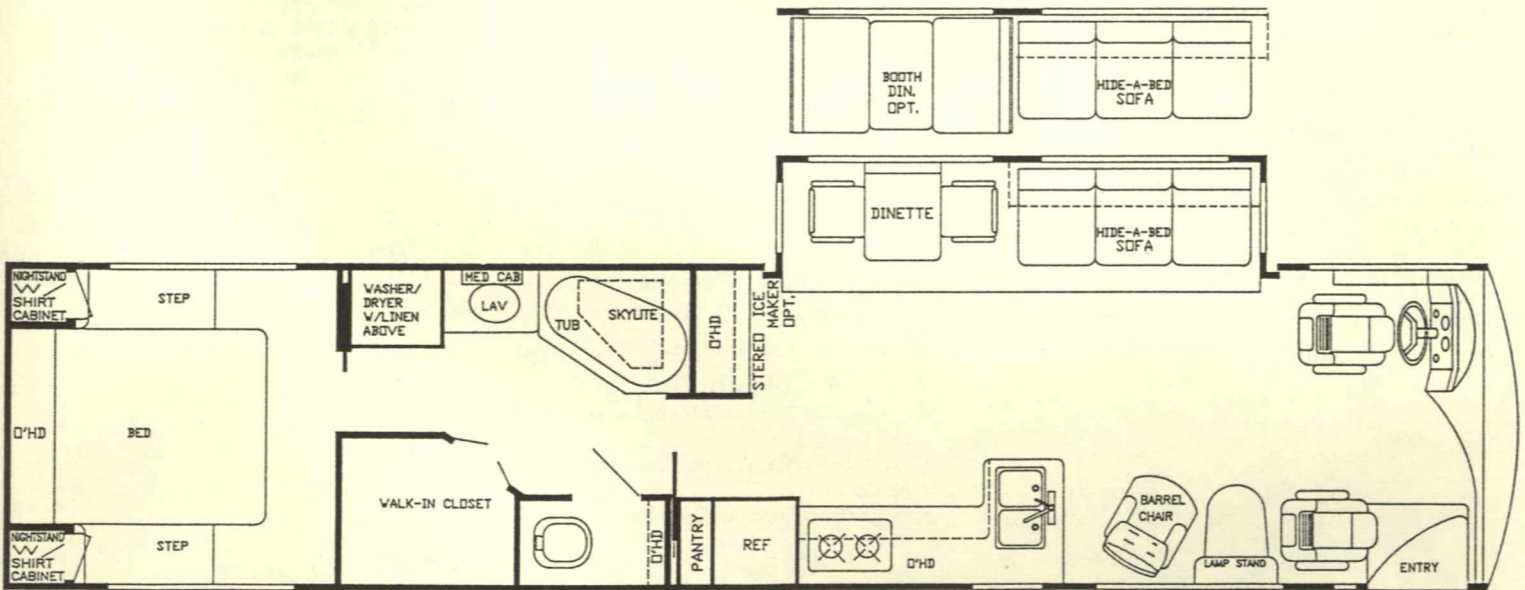 BOOTH
DIN.
OPT.
HIDE-A-BED
SOFA
DINETTE
HIDE-A-BED
SOFA
NIGHTSTAND
W/
SHIRT
CABINET
STEP
WASHER/
DRYER
W/LINEN
ABOVE
MED CAB
LAV
TUB
SKYLITE
O'HD
STEREO ICE
MAKER
OPT.
O'HD
BED
WALK-IN CLOSET
NIGHTSTAND
W/
SHIRT
CABINET
STEP
O'HD
PANTRY
REF
O'HD
BARREL
CHAIR
LAMP STAND
ENTRY